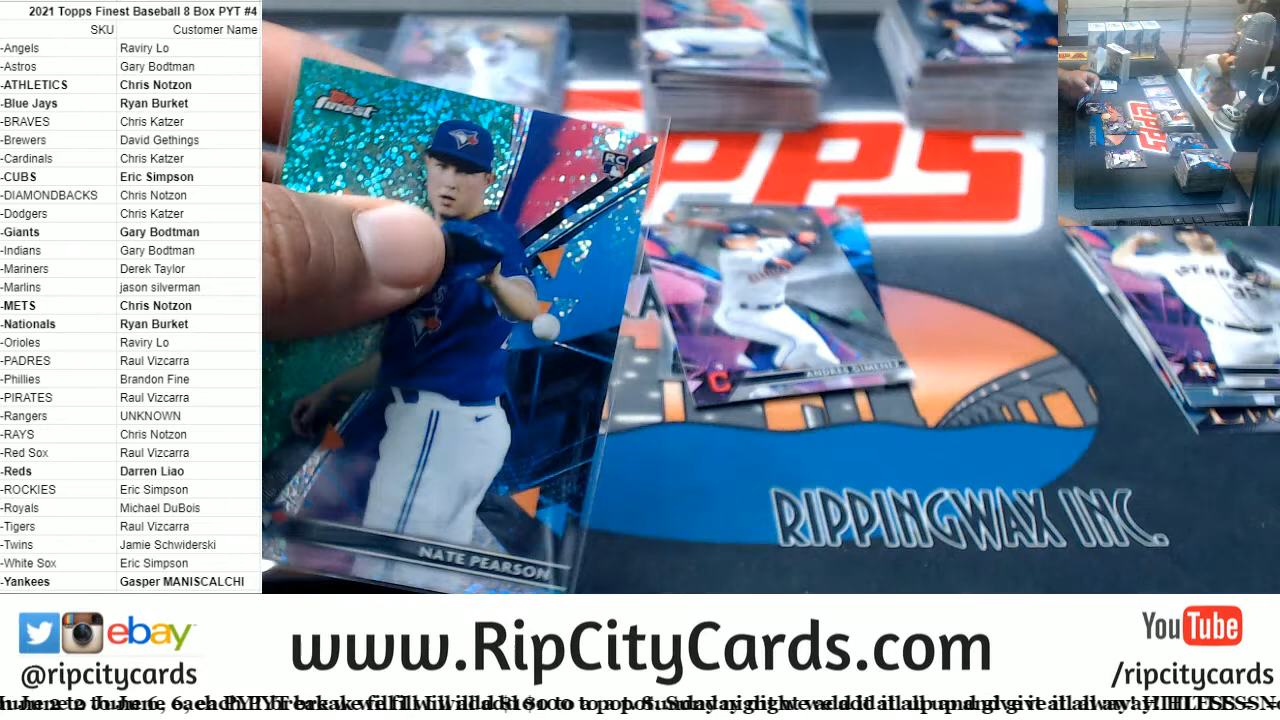 2021 Topps Finest Baseball 8 Box PYT #4
SKU Customer Name
-Angels Raviry Lo
-Astros Gary Bodtman
-ATHLETICS Chris Notzon
-Blue Jays Ryan Burket
-BRAVES Chris Katzer
-Brewers David Gethings
-Cardinals Chris Katzer
-CUBS Eric Simpson
-DIAMONDBACKS Chris Notzon
-Dodgers Chris Katzer
-Giants Gary Bodtman
-Indians Gary Bodtman
-Mariners Derek Taylor
-Marlins jason silverman
-METS Chris Notzon
-Nationals Ryan Burket
-Orioles Raviry Lo
-PADRES Raul Vizcarra
-Phillies Brandon Fine
-PIRATES Raul Vizcarra
-Rangers UNKNOWN
-RAYS Chris Notzon
-Red Sox Raul Vizcarra
-Reds Darren Liao
-ROCKIES Eric Simpson
-Royals Michael DuBois
-Tigers Raul Vizcarra
-Twins Jamie Schwiderski
-White Sox Eric Simpson
-Yankees Gasper MANISCALCHI
Topps
finest
RC
NATE PEARSON
PPS
ANDRES GIMENEZ
C
RIPPINGWAX INC.
ebay
@ripcitycards
www.RipCityCards.com
YouTube
/ripcitycards